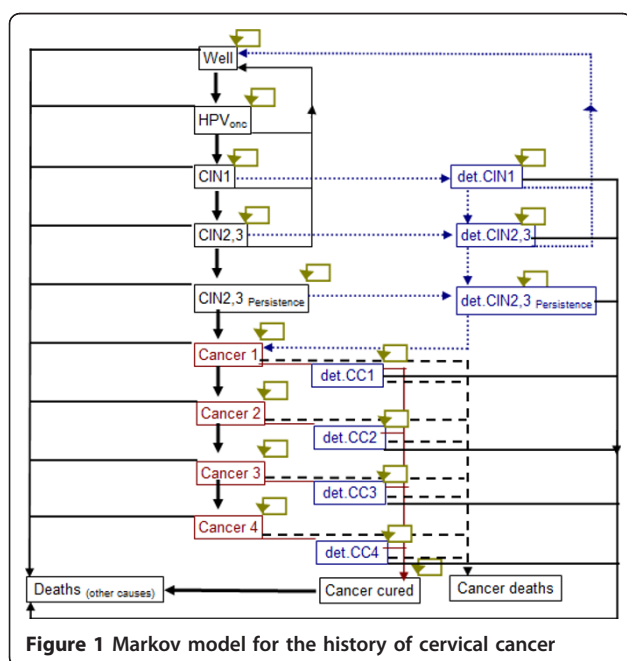 Well
HPVonc
CIN1
det.CIN1
CIN2,3
det.CIN2,3
CIN2,3 Persistence
det.CIN2,3 Persistence
Cancer 1
det.CC1
Cancer 2
det.CC2
Cancer 3
det.CC3
Cancer 4
det.CC4
Deaths (other causes)
Cancer cured
Cancer deaths
Figure 1 Markov model for the history of cervical cancer